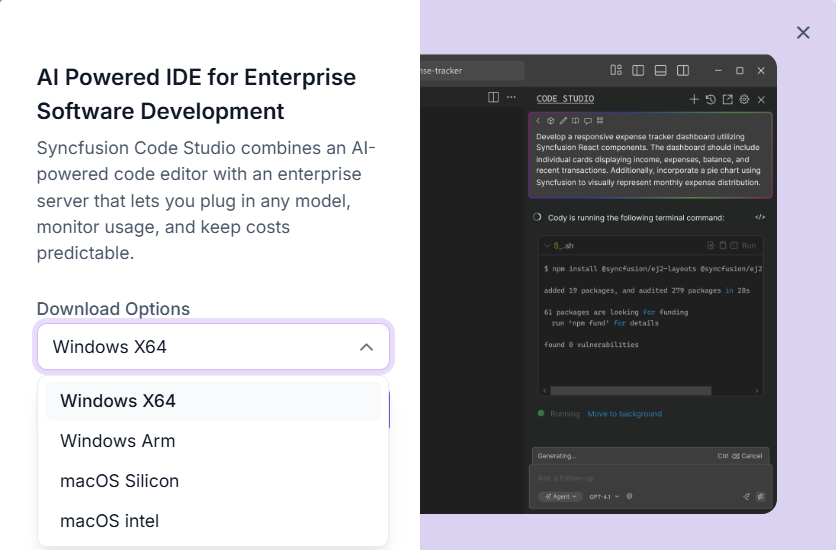 AI Powered IDE for Enterprise
Software Development
Syncfusion Code Studio combines an AI-
powered code editor with an enterprise
server that lets you plug in any model,
monitor usage, and keep costs
predictable.
Download Options
Windows X64
Windows X64
Windows Arm
macOS Silicon
macOS intel
nse-tracker
CODE STUDIO
Develop a responsive expense tracker dashboard utilizing
Syncfusion React components. The dashboard should include
individual cards displaying income, expenses, balance, and
recent transactions. Additionally, incorporate a pie chart using
Syncfusion to visually represent monthly expense distribution.
Cody is running the following terminal command:
.sh
Run
$ npm install @syncfusion/ej2-layouts @syncfusion/ej2
added 19 packages, and audited 279 packages in 28s
61 packages are looking for funding
run 'npm fund' for details
found 0 vulnerabilities
Running Move to background
Generating... Ctrl Cancel
Ask a follow-up
Agent GPT-4.1